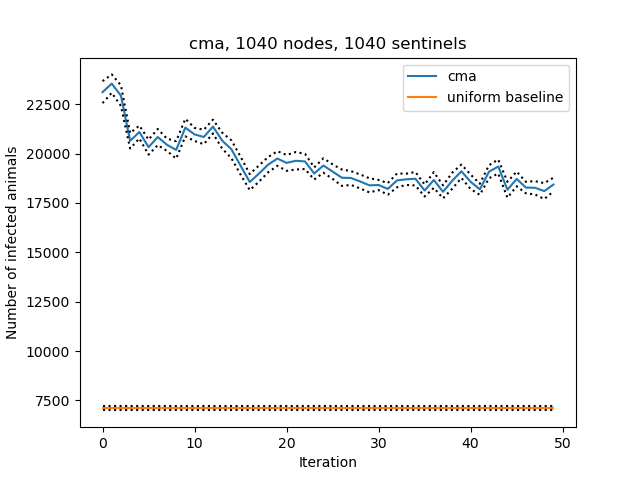 cma, 1040 nodes, 1040 sentinels
cma
uniform baseline
Number of infected animals
22500
20000
17500
15000
12500
10000
7500
0 10 20 30 40 50
Iteration